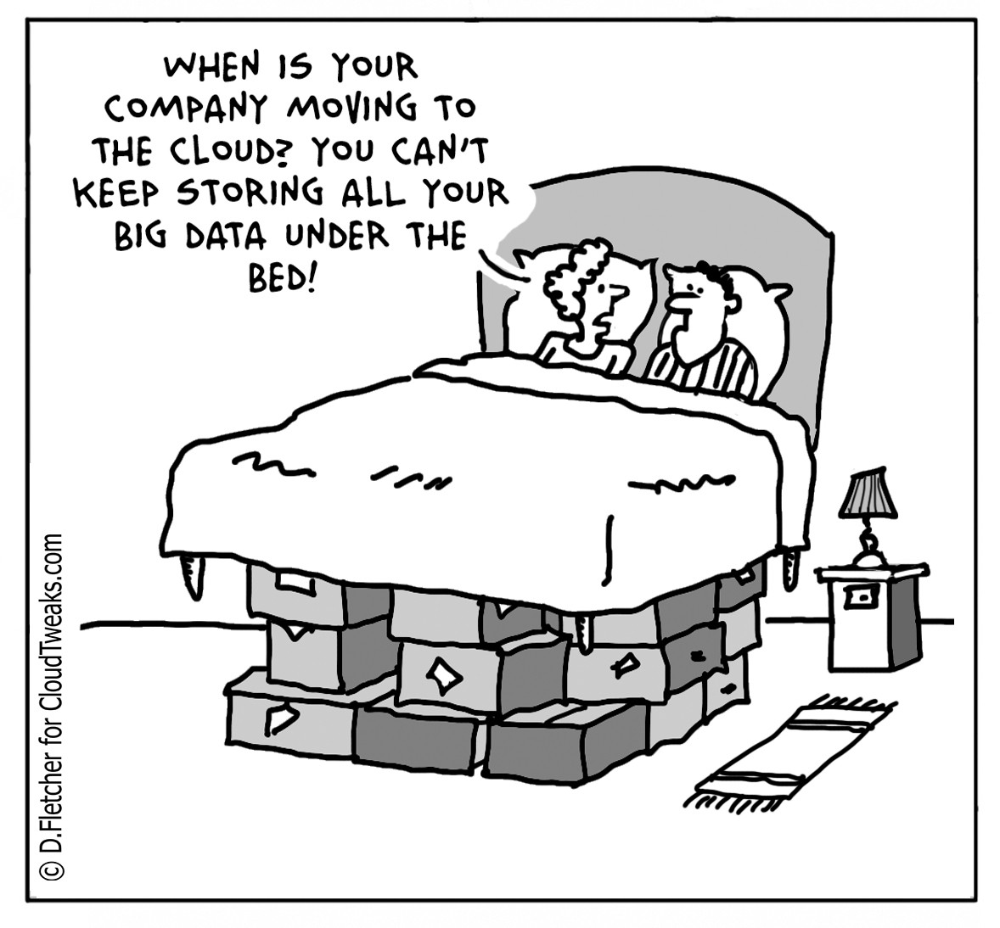 WHEN IS YOUR
COMPANY MOVING TO
THE CLOUD? YOU CAN'T
KEEP STORING ALL YOUR
BIG DATA UNDER THE
BED!
© D.Fletcher for CloudTweaks.com